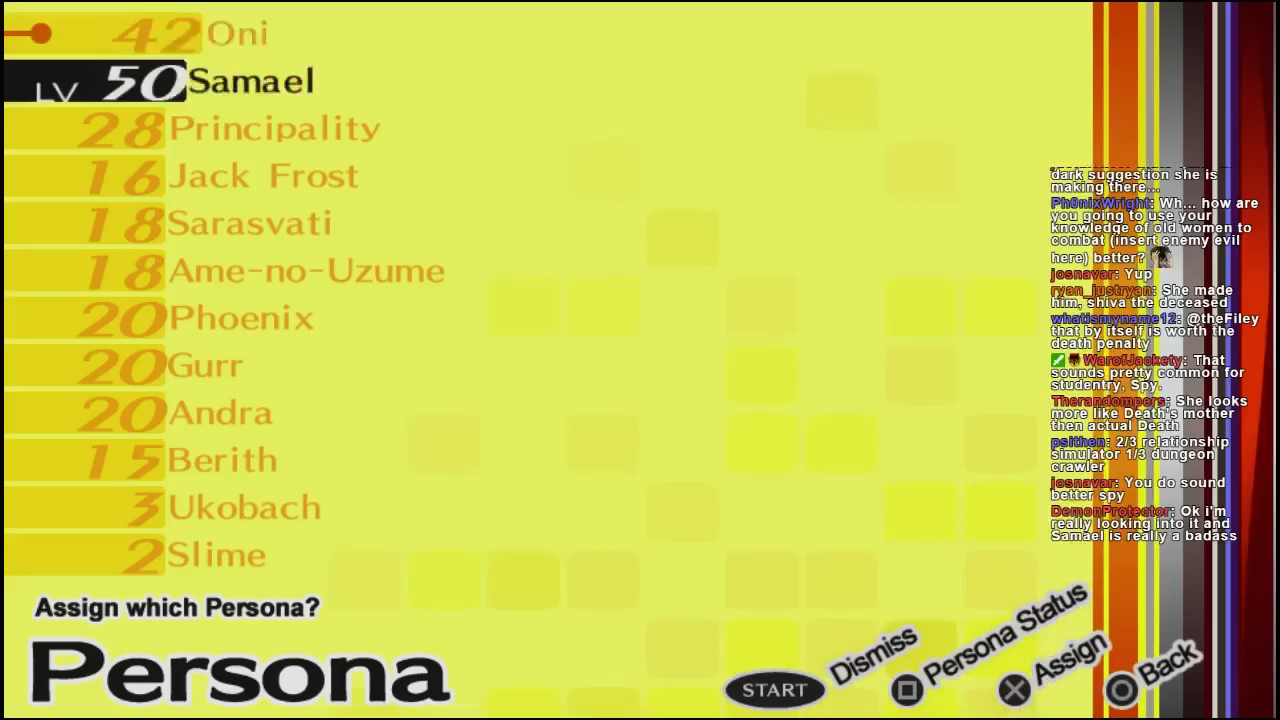 42 Oni
LV 50 Samael
28 Principality
16 Jack Frost
18 Sarasvati
18 Ame-no-Uzume
20 Phoenix
20 Gurr
20 Andra
15 Berith
3 Ukobach
2 Slime
Assign which Persona?
Persona
START Dismiss
Persona Status
Assign
Back
dark suggestion she is
making there...
Ph0nixWright: Wh... how are
you going to use your
knowledge of old women to
combat (insert enemy evil
here) better?
josnavar: Yup
ryan_justryan: She made
him, shiva the deceased
whatismyname12: @theFiley
that by itself is worth the
death penalty
WarofJackety: That
sounds pretty common for
studentry, Spy.
Therandompers: She looks
more like Death's mother
then actual Death
psithen: 2/3 relationship
simulator 1/3 dungeon
crawler
josnavar: You do sound
better spy
DemonProtector: Ok i'm
really looking into it and
Samael is really a badass